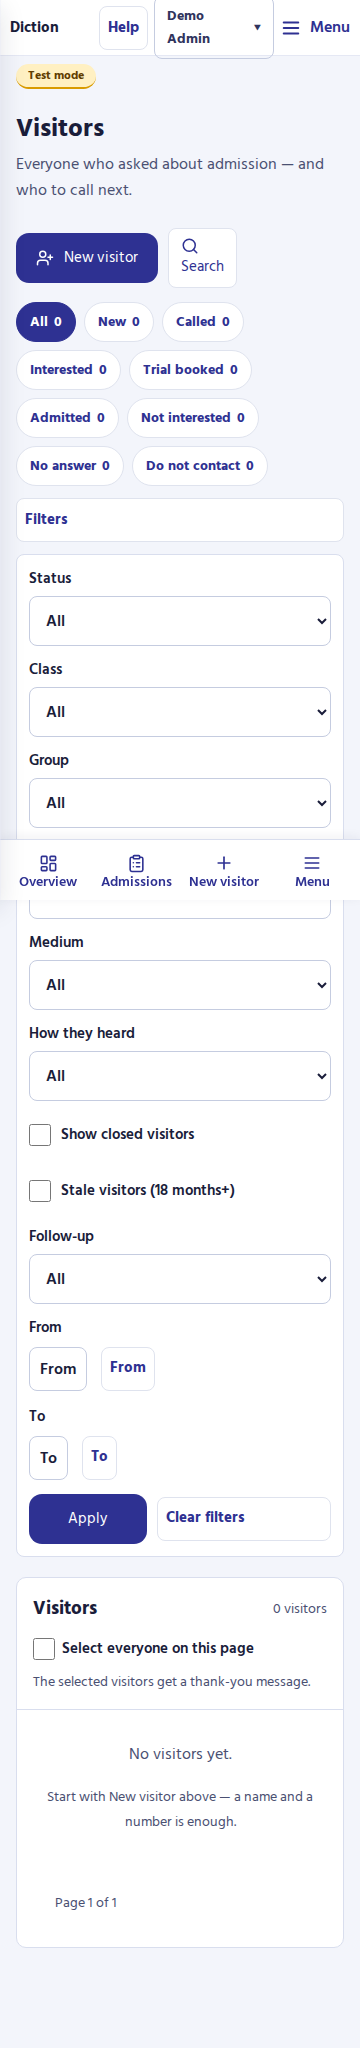 Diction
Help
Demo Admin
Menu
Test mode
Visitors
Everyone who asked about admission — and
who to call next.
New visitor
Search
All 0
New 0
Called 0
Interested 0
Trial booked 0
Admitted 0
Not interested 0
No answer 0
Do not contact 0
Filters
Status
All
Class
All
Group
All
Overview
Admissions
New visitor
Menu
Medium
All
How they heard
All
Show closed visitors
Stale visitors (18 months+)
Follow-up
All
From
From
From
To
To
To
Apply
Clear filters
Visitors
0 visitors
Select everyone on this page
The selected visitors get a thank-you message.
No visitors yet.
Start with New visitor above — a name and a
number is enough.
Page 1 of 1